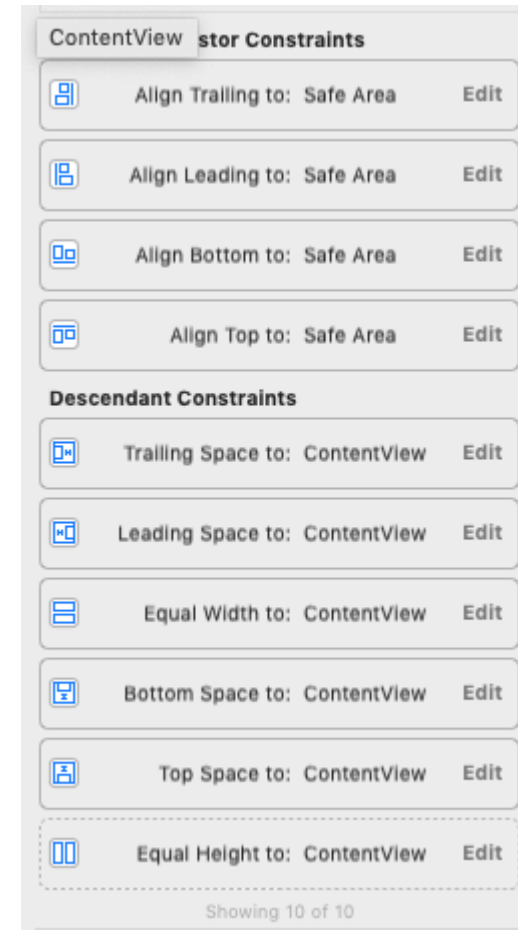 ContentView stor Constraints
Align Trailing to: Safe Area Edit
Align Leading to: Safe Area Edit
Align Bottom to: Safe Area Edit
Align Top to: Safe Area Edit
Descendant Constraints
Trailing Space to: ContentView Edit
Leading Space to: ContentView Edit
Equal Width to: ContentView Edit
Bottom Space to: ContentView Edit
Top Space to: ContentView Edit
Equal Height to: ContentView Edit
Showing 10 of 10